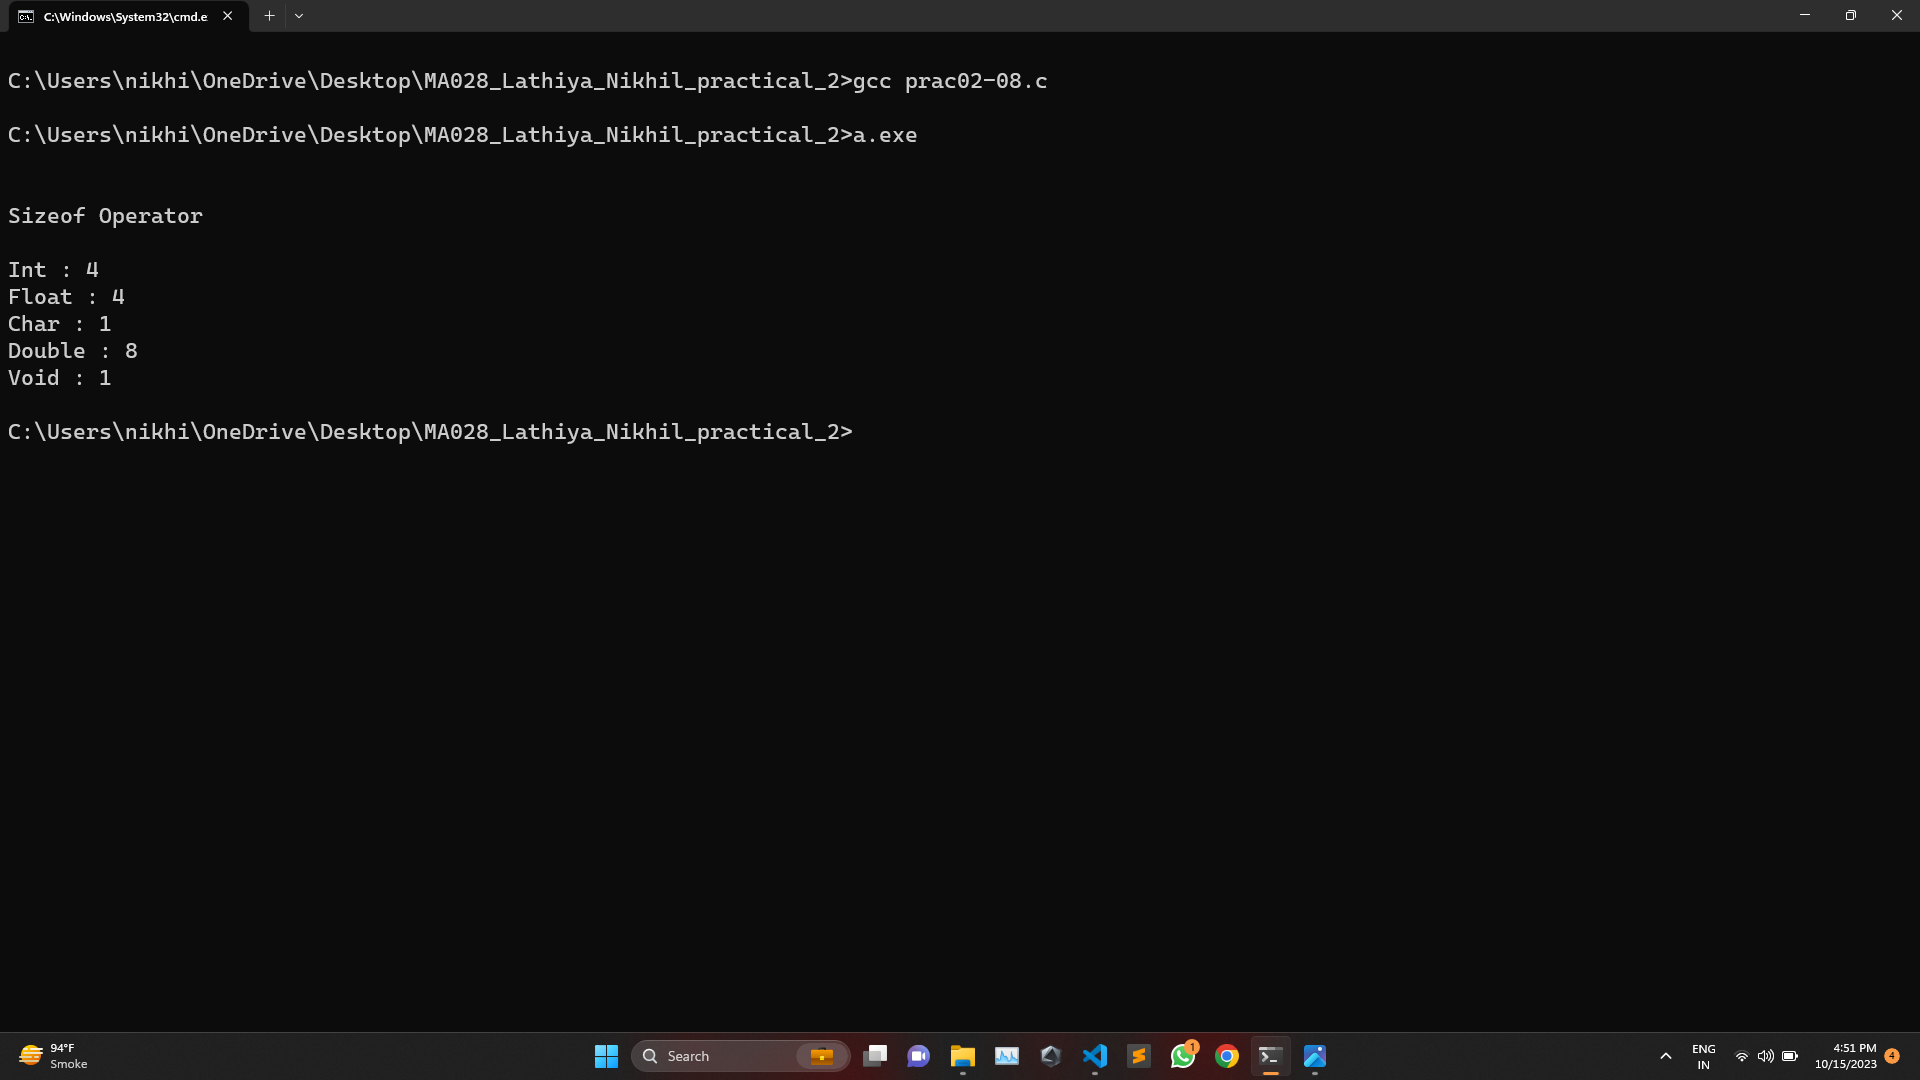 C:\Windows\System32\cmd.e
C:\Users\nikhi\OneDrive\Desktop\MA028_Lathiya_Nikhil_practical_2>gcc prac02-08.c
C:\Users\nikhi\OneDrive\Desktop\MA028_Lathiya_Nikhil_practical_2>a.exe
Sizeof Operator
Int : 4
Float : 4
Char : 1
Double : 8
Void : 1
C:\Users\nikhi\OneDrive\Desktop\MA028_Lathiya_Nikhil_practical_2>
94°F
Smoke
Search
1
ENG
IN
4:51 PM
10/15/2023
4